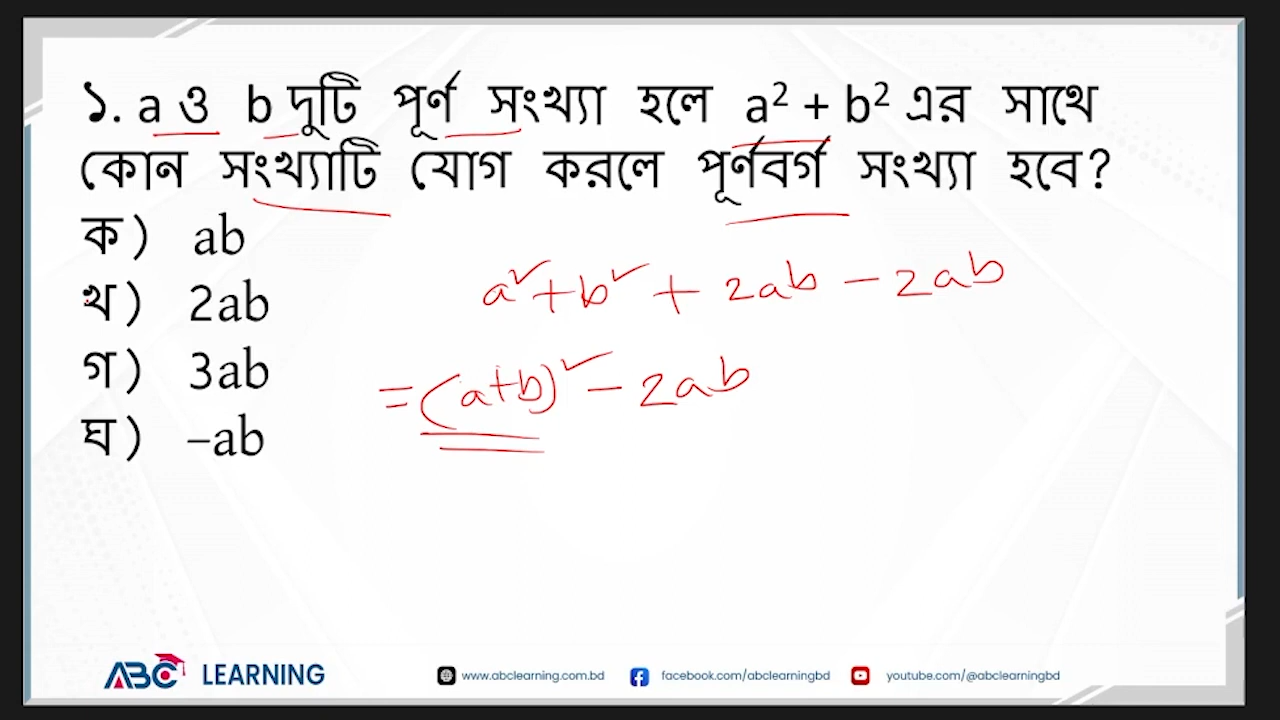 ১. a ও b দুটি পূর্ণ সংখ্যা হলে a² + b² এর সাথে
কোন সংখ্যাটি যোগ করলে পূর্ণবর্গ সংখ্যা হবে?
ক) ab
খ) 2ab
গ) 3ab
ঘ) –ab
a² + b² + 2ab – 2ab
= (a+b)² – 2ab
ABC LEARNING
www.abclearning.com.bd
facebook.com/abclearningbd
youtube.com/@abclearningbd